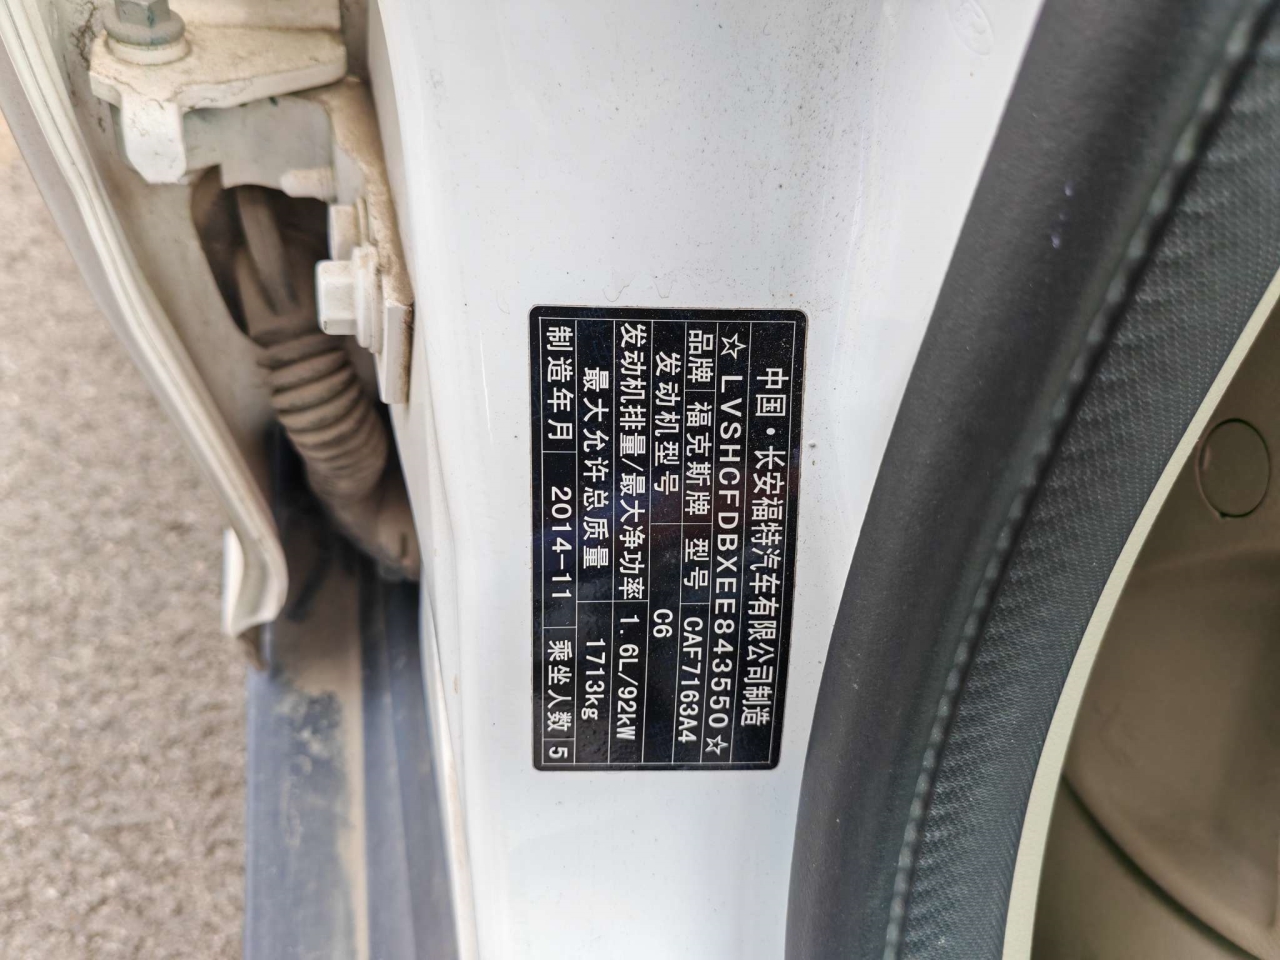 中国·长安福特汽车有限公司制造
☆LVSHCFDBXEE843550☆
品牌 福克斯牌 型号 CAF7163A4
发动机型号 C6
发动机排量/最大净功率 1.6L/92kW
最大允许总质量 1713kg
制造年月 2014-11 乘坐人数 5